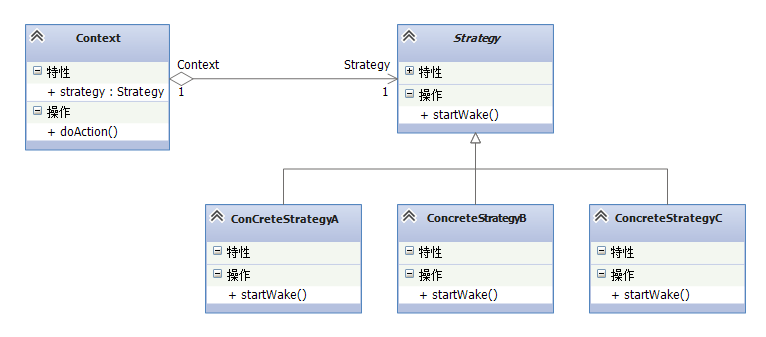 Context
特性
+ strategy : Strategy
操作
+ doAction()
Context
1
Strategy
1
Strategy
特性
操作
+ startWake()
ConCreteStrategyA
特性
操作
+ startWake()
ConcreteStrategyB
特性
操作
+ startWake()
ConcreteStrategyC
特性
操作
+ startWake()